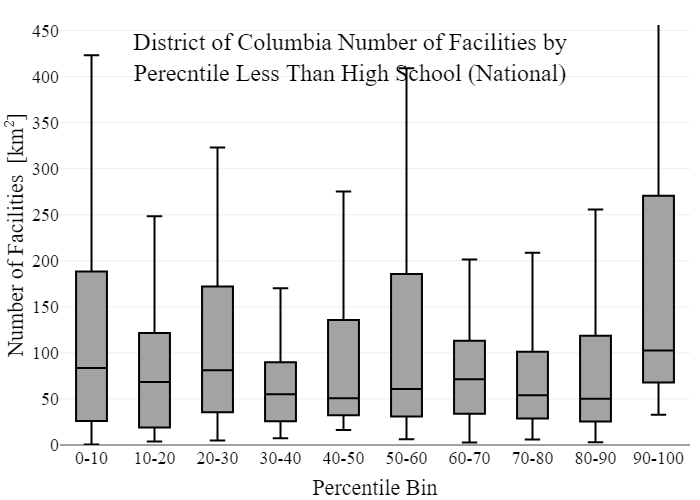 District of Columbia Number of Facilities by
Perecntile Less Than High School (National)
Number of Facilities [km²]
450
400
350
300
250
200
150
100
50
0
0-10 10-20 20-30 30-40 40-50 50-60 60-70 70-80 80-90 90-100
Percentile Bin